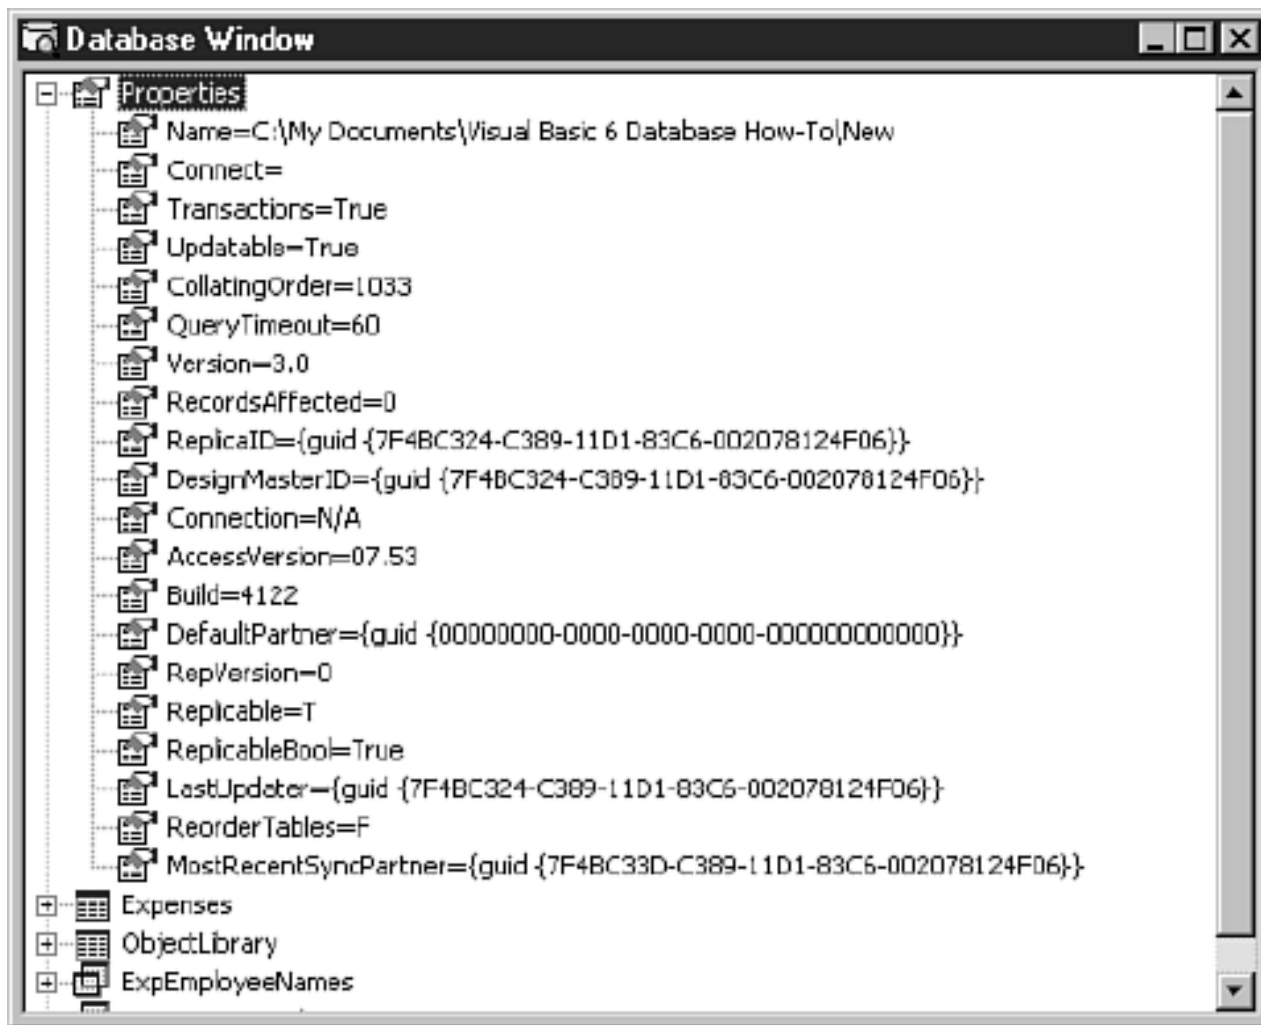 Database Window
Properties
Name=C:\My Documents\Visual Basic 6 Database How-To\New
Connect=
Transactions=True
Updatable=True
CollatingOrder=1033
QueryTimeout=60
Version=3.0
RecordsAffected=0
ReplicaID={guid {7F4BC324-C389-11D1-83C6-002078124F06}}
DesignMasterID={guid {7F4BC324-C389-11D1-83C6-002078124F06}}
Connection=N/A
AccessVersion=07.53
Build=4122
DefaultPartner={guid {00000000-0000-0000-0000-000000000000}}
RepVersion=0
Replicable=T
ReplicableBool=True
LastUpdater={guid {7F4BC324-C389-11D1-83C6-002078124F06}}
ReorderTables=F
MostRecentSyncPartner={guid {7F4BC33D-C389-11D1-83C6-002078124F06}}
Expenses
ObjectLibrary
ExpEmployeeNames